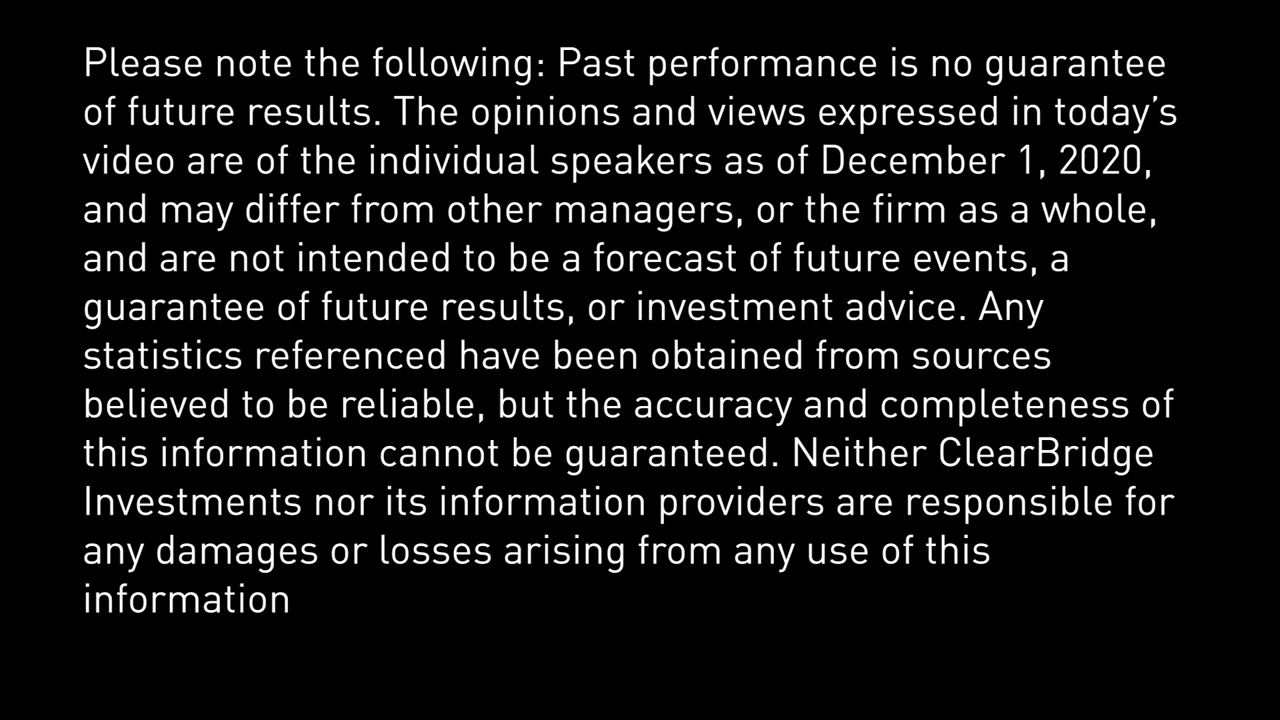 Please note the following: Past performance is no guarantee
of future results. The opinions and views expressed in today’s
video are of the individual speakers as of December 1, 2020,
and may differ from other managers, or the firm as a whole,
and are not intended to be a forecast of future events, a
guarantee of future results, or investment advice. Any
statistics referenced have been obtained from sources
believed to be reliable, but the accuracy and completeness of
this information cannot be guaranteed. Neither ClearBridge
Investments nor its information providers are responsible for
any damages or losses arising from any use of this
information